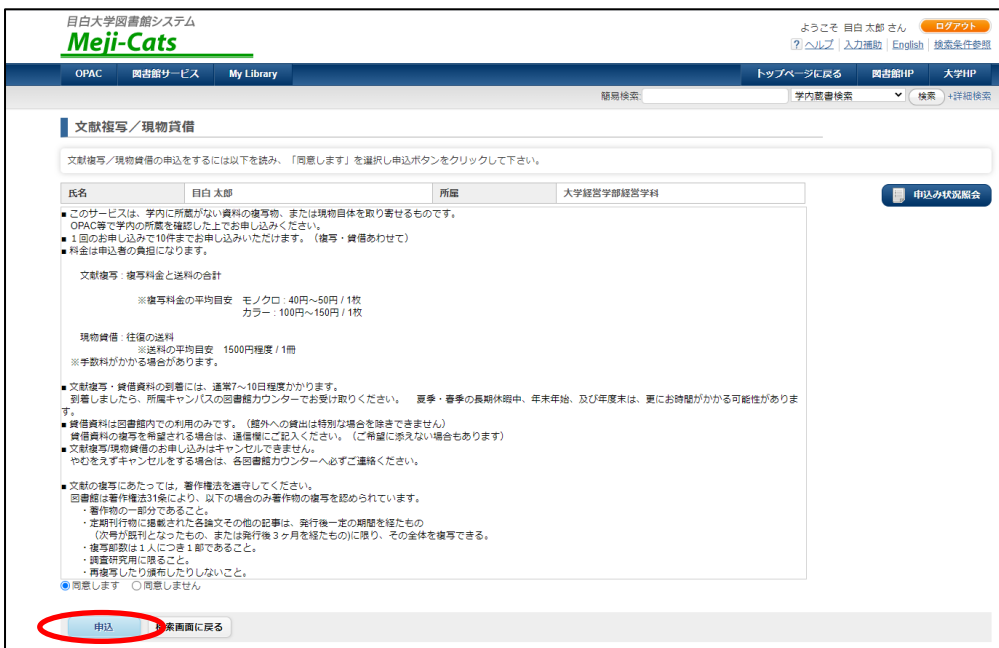 目白大学図書館システム
Meji-Cats
ようこそ 目白 太郎 さん ログアウト
? ヘルプ 入力補助 English 検索条件参照
OPAC 図書館サービス My Library トップページに戻る 図書館HP 大学HP
簡易検索: 学内蔵書検索 検索 +詳細検索
文献複写／現物貸借
文献複写／現物貸借の申込をするには以下を読み、「同意します」を選択し申込ボタンをクリックして下さい。
氏名 目白 太郎 所属 大学経営学部経営学科 申込み状況照会
■ このサービスは、学内に所蔵がない資料の複写物、または現物自体を取り寄せるものです。
OPAC等で学内の所蔵を確認した上でお申し込みください。
■ １回のお申し込みで10件までお申し込みいただけます。（複写・貸借あわせて）
■ 料金は申込者の負担になります。
文献複写 : 複写料金と送料の合計
※複写料金の平均目安 モノクロ : 40円～50円 / 1枚
カラー : 100円～150円 / 1枚
現物貸借 : 往復の送料
※送料の平均目安 1500円程度 / 1冊
※手数料がかかる場合があります。
■ 文献複写・貸借資料の到着には、通常7～10日程度かかります。
到着しましたら、所属キャンパスの図書館カウンターでお受け取りください。 夏季・春季の長期休暇中、年末年始、及び年度末は、更にお時間がかかる可能性がありま
す。
■ 貸借資料は図書館内での利用のみです。（館外への貸出は特別な場合を除きできません）
貸借資料の複写を希望される場合は、通信欄にご記入ください。（ご希望に添えない場合もあります）
■ 文献複写/現物貸借のお申し込みはキャンセルできません。
やむをえずキャンセルをする場合は、各図書館カウンターへ必ずご連絡ください。
■ 文献の複写にあたっては，著作権法を遵守してください。
図書館は著作権法31条により、以下の場合のみ著作物の複写を認められています。
・著作物の一部分であること。
・定期刊行物に掲載された各論文その他の記事は、発行後一定の期間を経たもの
（次号が既刊となったもの、または発行後３ヶ月を経たもの)に限り、その全体を複写できる。
・複写部数は１人につき１部であること。
・調査研究用に限ること。
・再複写したり頒布したりしないこと。
同意します 同意しません
申込 検索画面に戻る